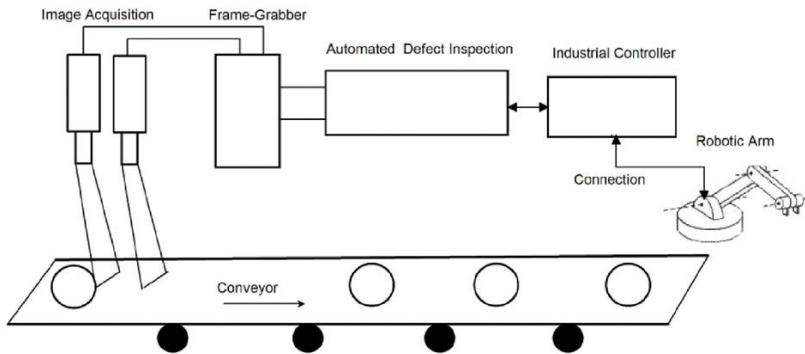 Image Acquisition
Frame-Grabber
Automated Defect Inspection
Industrial Controller
Robotic Arm
Connection
Conveyor